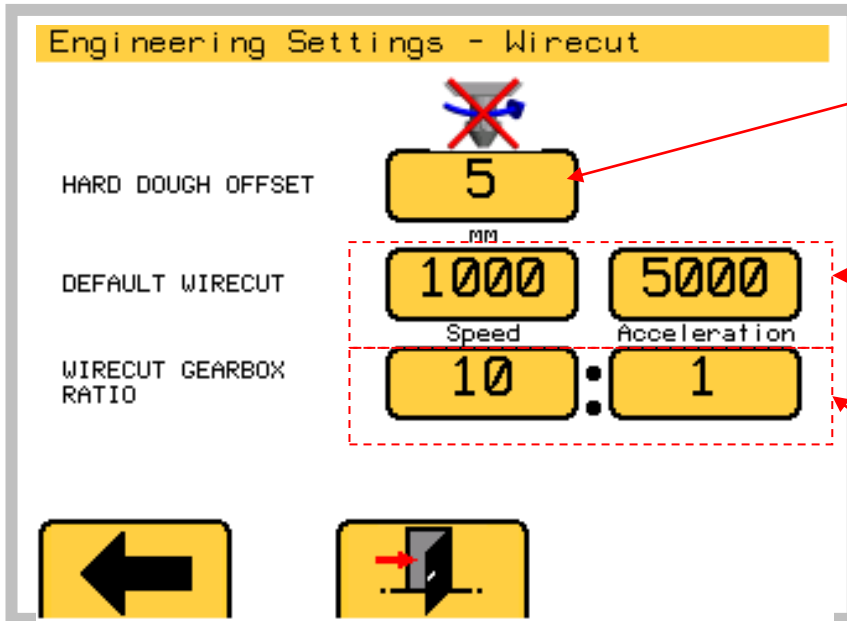 Engineering Settings - Wirecut
HARD DOUGH OFFSET
5
MM
DEFAULT WIRECUT
1000
5000
Speed
Acceleration
WIRECUT GEARBOX
RATIO
10 : 1